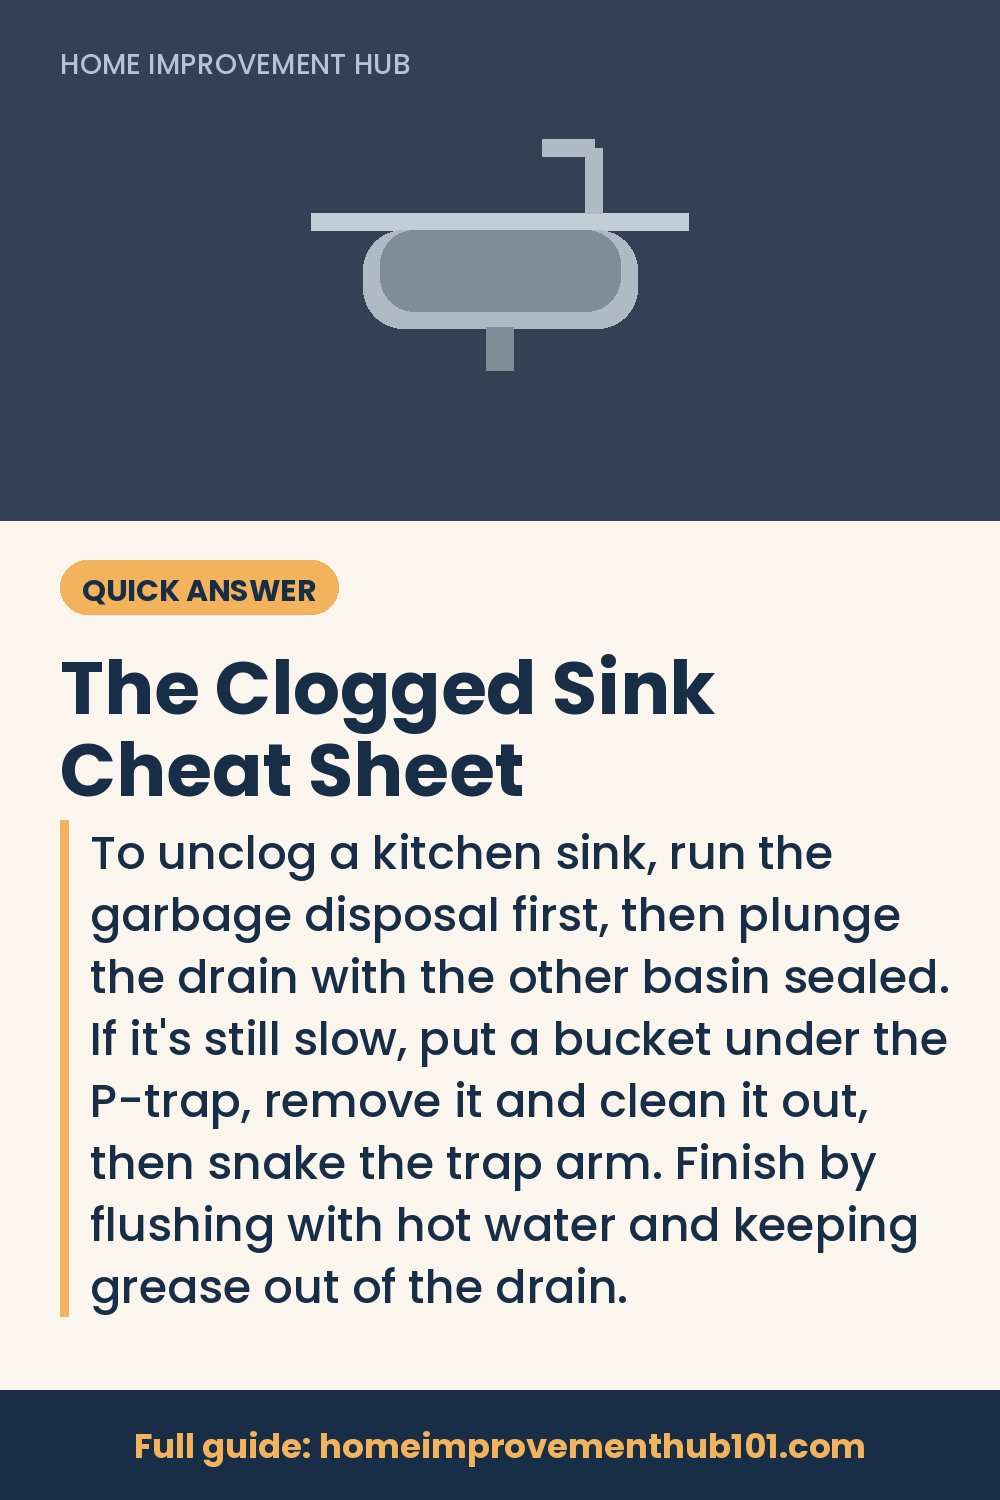 HOME IMPROVEMENT HUB
QUICK ANSWER
The Clogged Sink
Cheat Sheet
To unclog a kitchen sink, run the
garbage disposal first, then plunge
the drain with the other basin sealed.
If it's still slow, put a bucket under the
P-trap, remove it and clean it out,
then snake the trap arm. Finish by
flushing with hot water and keeping
grease out of the drain.
Full guide: homeimprovementhub101.com